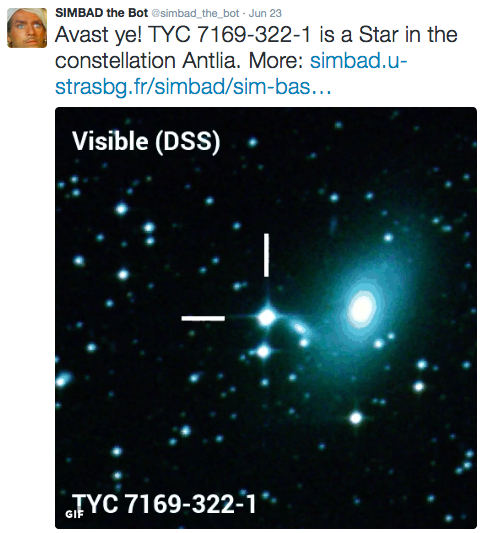 SIMBAD the Bot @simbad_the_bot · Jun 23
Avast ye! TYC 7169-322-1 is a Star in the
constellation Antlia. More: simbad.u-
strasbg.fr/simbad/sim-bas…
Visible (DSS)
TYC 7169-322-1
GIF